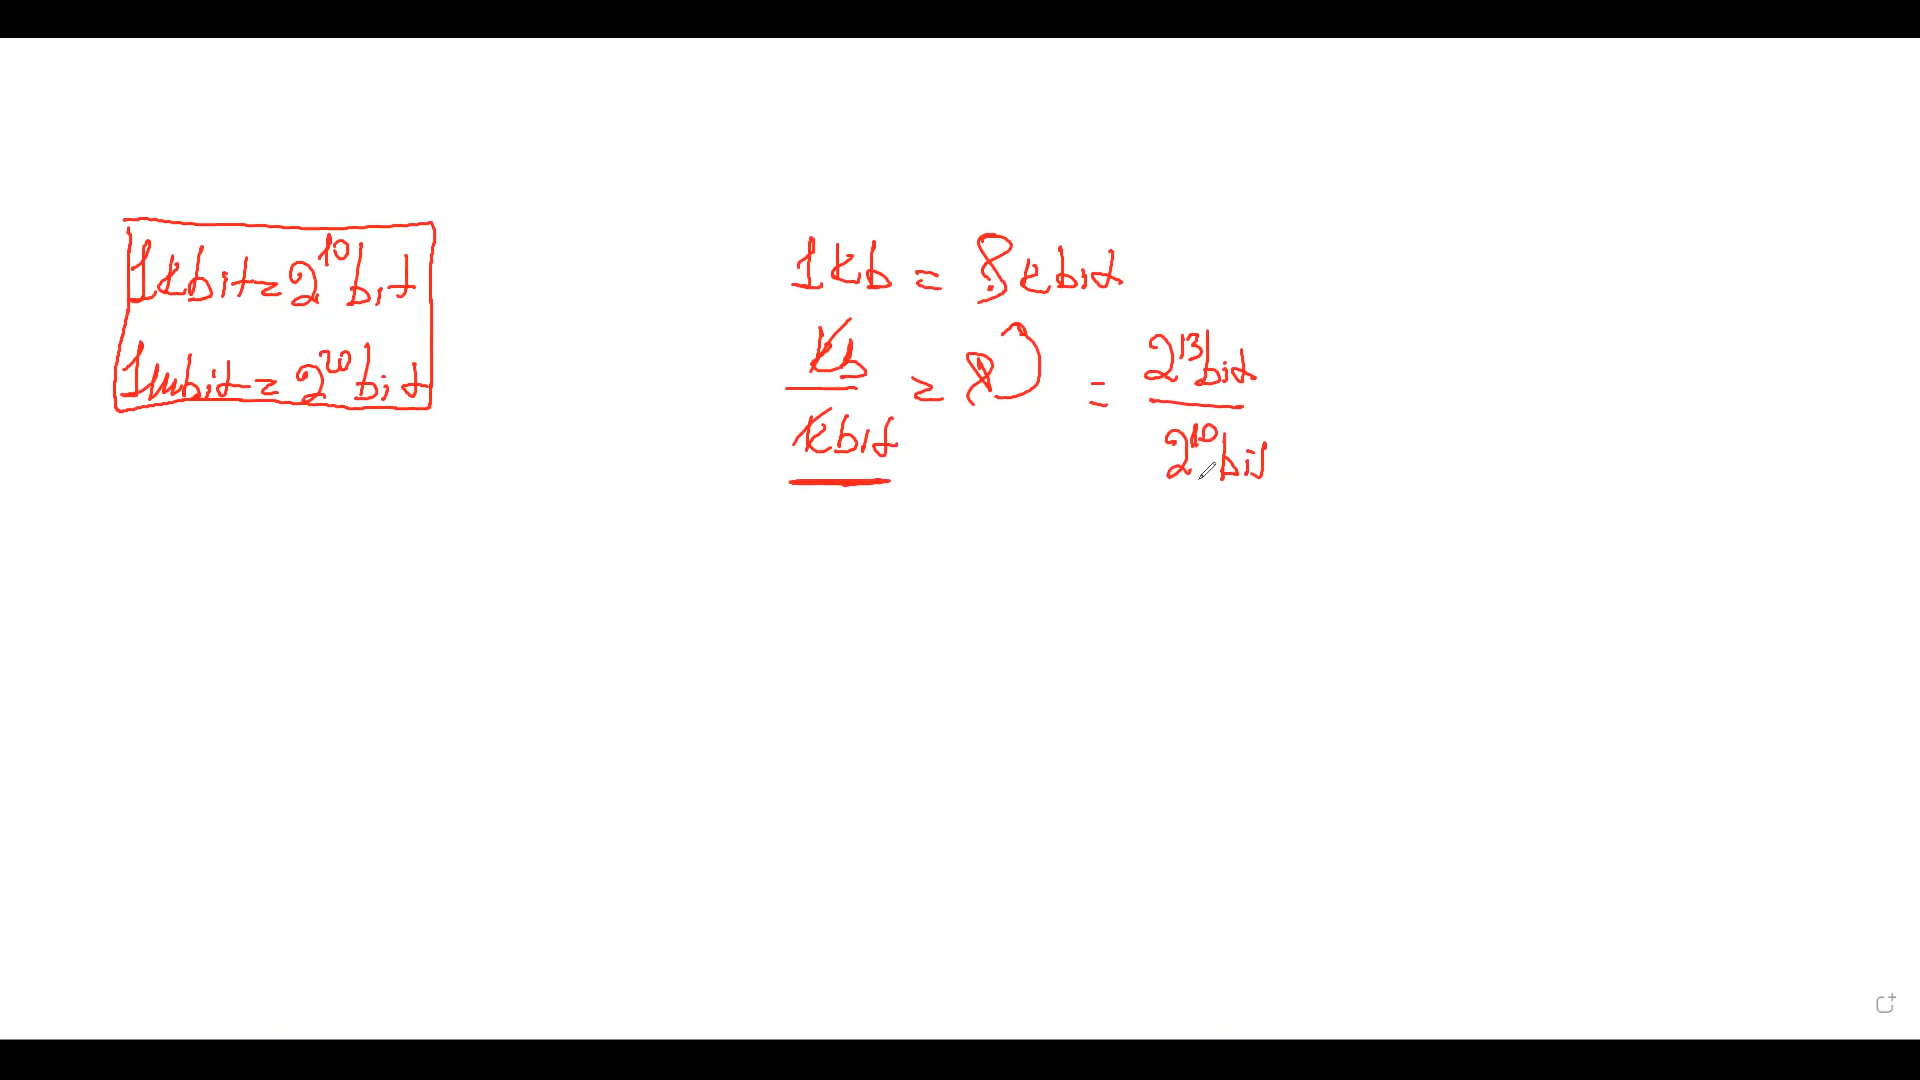 1kbit=2^10 bit
1mbit=2^20 bit
1kb = 8kbit
kb/kbit = 8 = 2^13 bit/2^10 bit